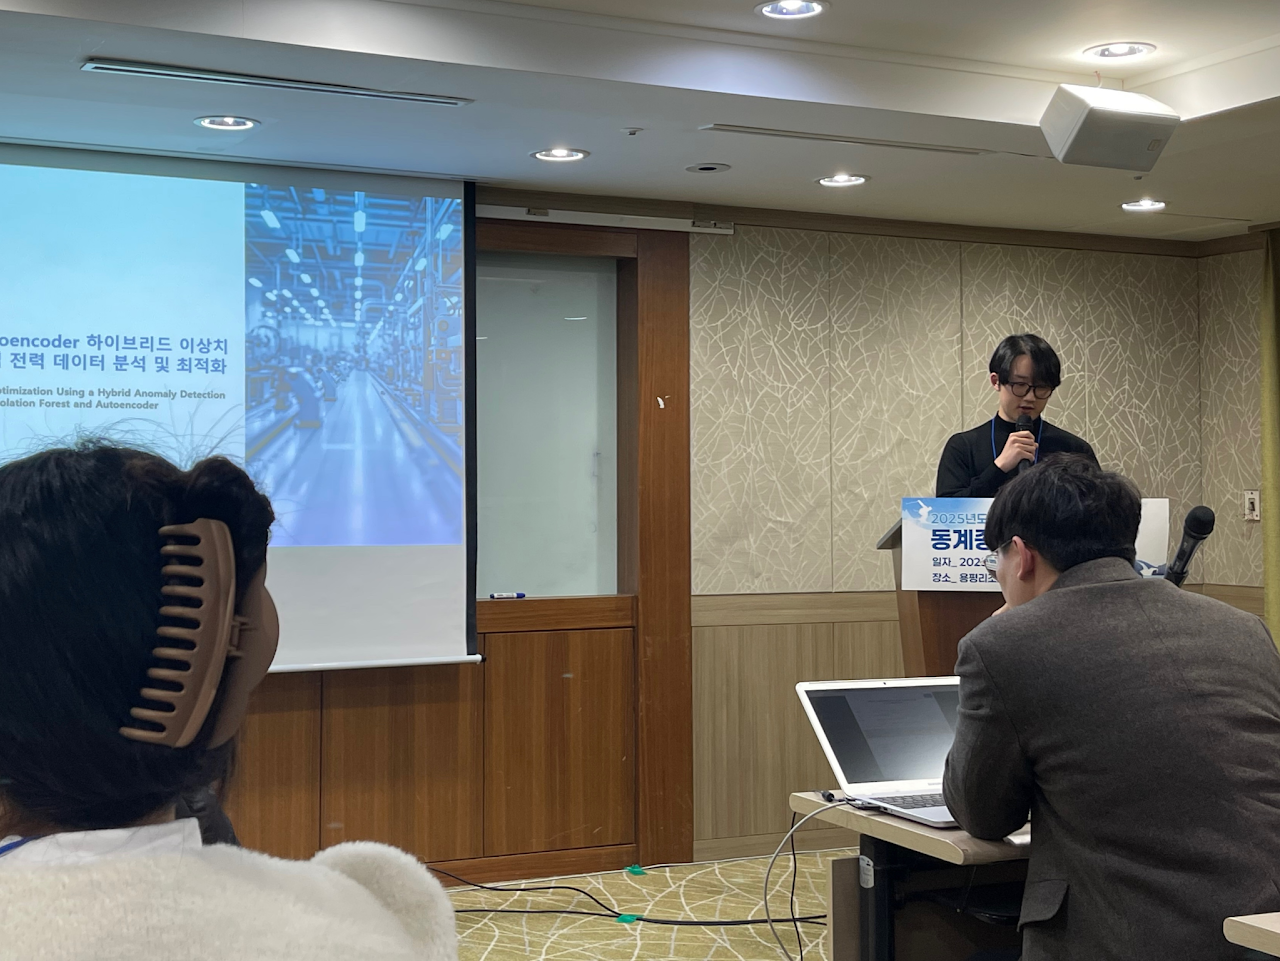 oencoder 하이브리드 이상치
전력 데이터 분석 및 최적화
Optimization Using a Hybrid Anomaly Detection
olation Forest and Autoencoder
2025년도
동계
일자_ 202
장소_ 용평리조